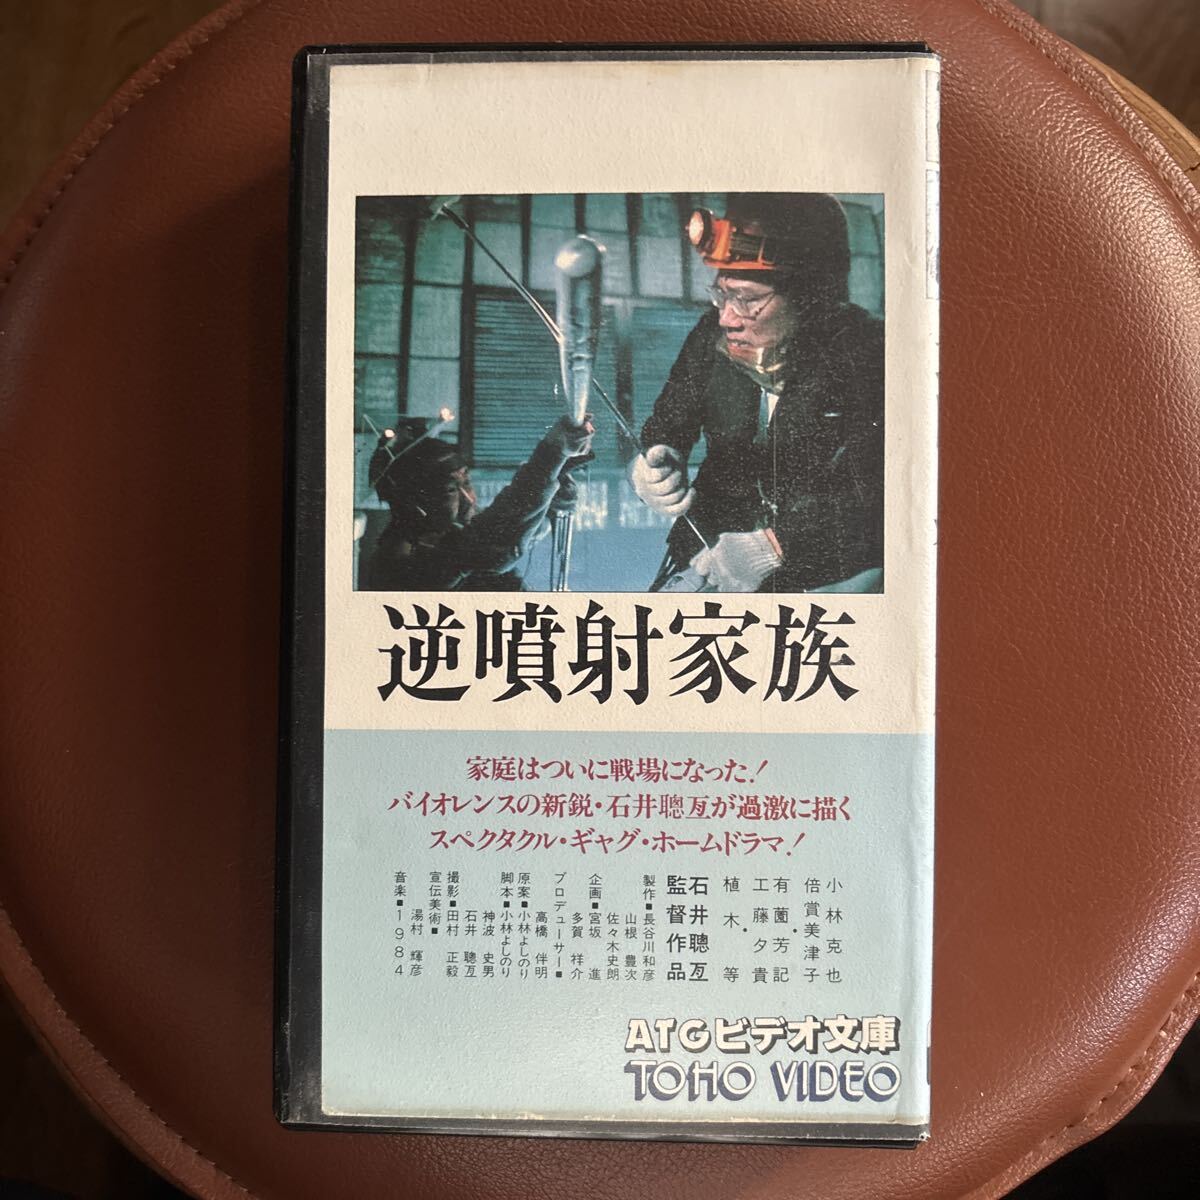 逆噴射家族
家庭はついに戦場になった!
バイオレンスの新鋭・石井聰亙が過激に描く
スペクタクル・ギャグ・ホームドラマ!
小林克也
倍賞美津子
有薗芳記・
工藤夕貴
植木・等
石井聰亙
監督作品
製作■長谷川和彦
山根豊次
佐々木史朗
企画■宮坂進
多賀祥介
プロデューサー■
高橋伴明
原案■小林よしのり
脚本■小林よしのり
神波史男
石井聰亙
撮影■田村正毅
宣伝美術■
湯村輝彦
音楽■1984
ATGビデオ文庫
TOHO VIDEO